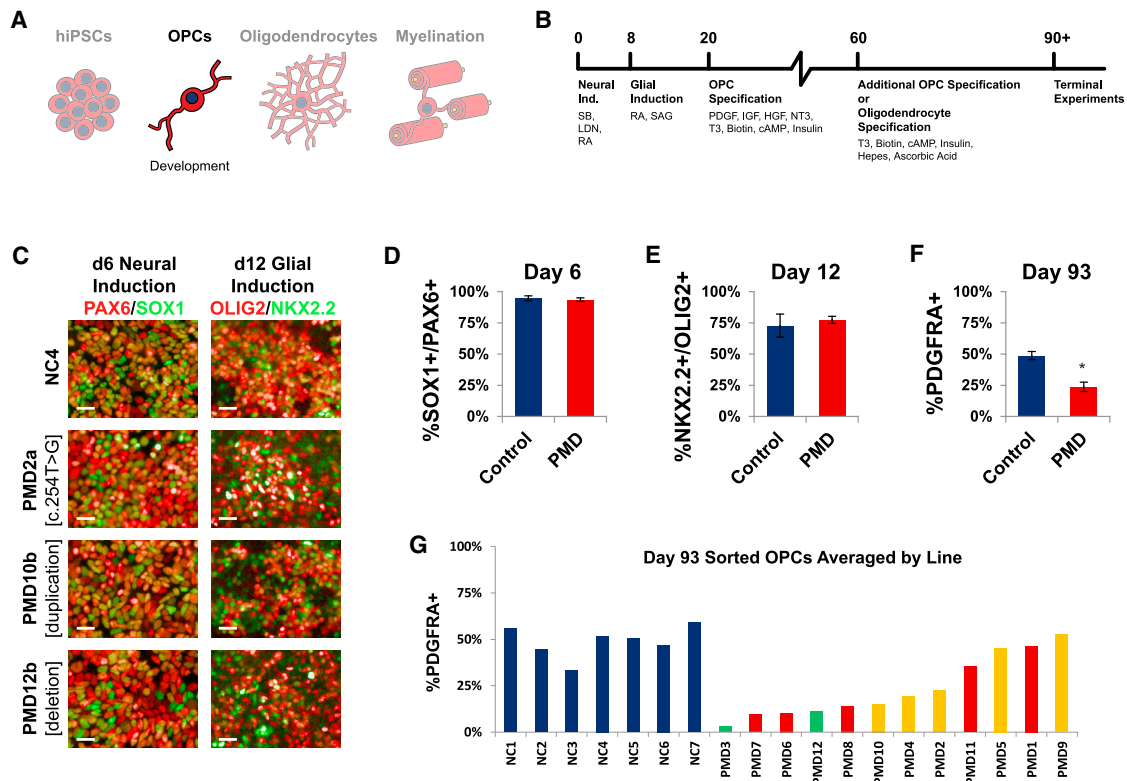 A
hiPSCs
OPCs
Oligodendrocytes
Myelination
Development
B
0
8
20
60
90+
Neural
Ind.
SB,
LDN,
RA
Glial
Induction
RA, SAG
OPC
Specification
PDGF, IGF, HGF, NT3,
T3, Biotin, cAMP, Insulin
Additional OPC Specification
or
Oligodendrocyte
Specification
T3, Biotin, cAMP, Insulin,
Hepes, Ascorbic Acid
Terminal
Experiments
C
d6 Neural
Induction
PAX6/SOX1
d12 Glial
Induction
OLIG2/NKX2.2
NC4
PMD2a
[c.254T>G]
PMD10b
[duplication]
PMD12b
[deletion]
D
Day 6
%SOX1+/PAX6+
100%
75%
50%
25%
0%
Control
PMD
E
Day 12
%NKX2.2+/OLIG2+
100%
75%
50%
25%
0%
Control
PMD
F
Day 93
%PDGFRA+
100%
75%
50%
25%
0%
*
Control
PMD
G
Day 93 Sorted OPCs Averaged by Line
%PDGFRA+
100%
75%
50%
25%
0%
NC1
NC2
NC3
NC4
NC5
NC6
NC7
PMD3
PMD7
PMD6
PMD12
PMD8
PMD10
PMD4
PMD2
PMD11
PMD5
PMD1
PMD9